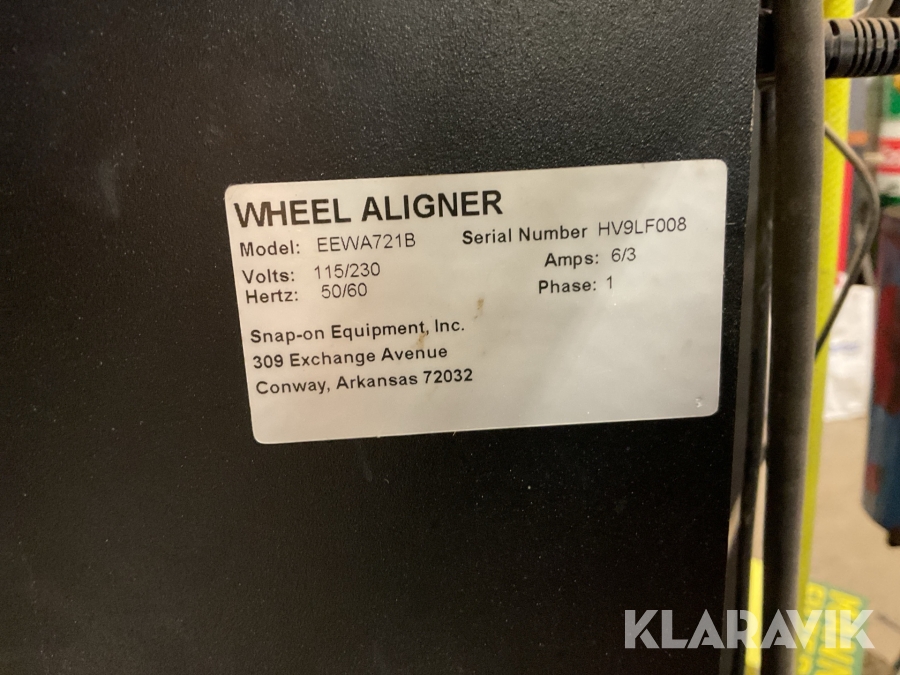 WHEEL ALIGNER
Model: EEWA721B Serial Number HV9LF008
Volts: 115/230 Amps: 6/3
Hertz: 50/60 Phase: 1
Snap-on Equipment, Inc.
309 Exchange Avenue
Conway, Arkansas 72032
KLARAVIK